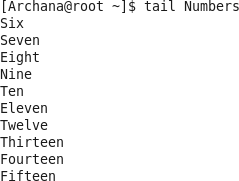 [Archana@root ~]$ tail Numbers
Six
Seven
Eight
Nine
Ten
Eleven
Twelve
Thirteen
Fourteen
Fifteen